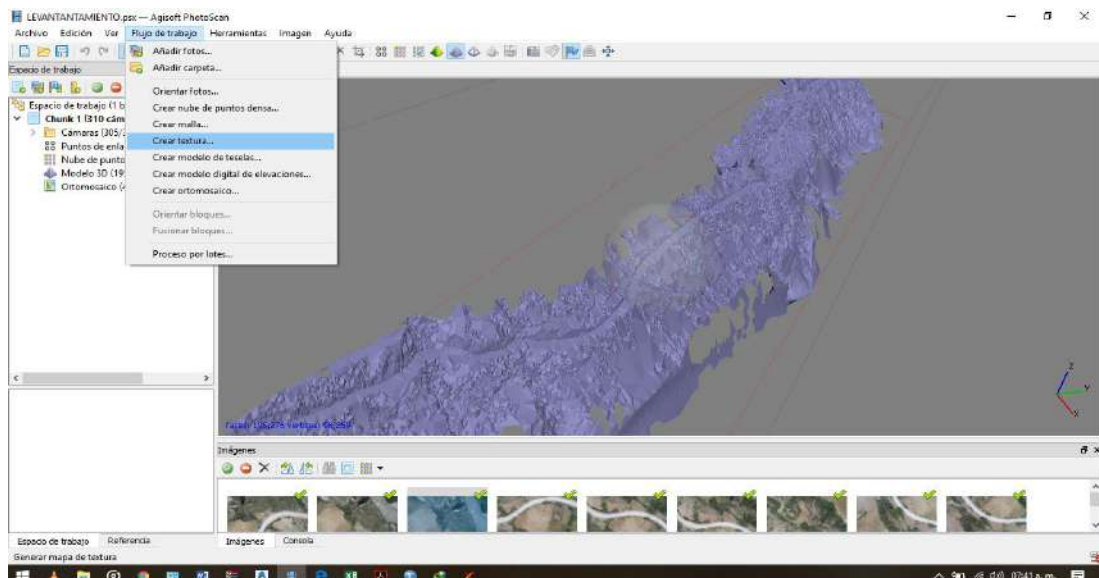 LEVANTANTAMIENTO.psx — Agisoft PhotoScan
Archivo Edición Ver Flujo de trabajo Herramientas Imagen Ayuda
Añadir fotos...
Añadir carpeta...
Orientar fotos...
Crear nube de puntos densa...
Crear malla...
Crear textura...
Crear modelo de teselas...
Crear modelo digital de elevaciones...
Crear ortomosaico...
Orientar bloques...
Fusionar bloques...
Proceso por lotes...
Espacio de trabajo
Espacio de trabajo (1 b
Chunk 1 (310 cám
Cámaras (305/
Puntos de enla
Nube de punto
Modelo 3D (19
Ortomosaico (
Z
Y
X
Imágenes
Espacio de trabajo Referencia
Imágenes Consola
Generar mapa de textura
07:41 a. m.